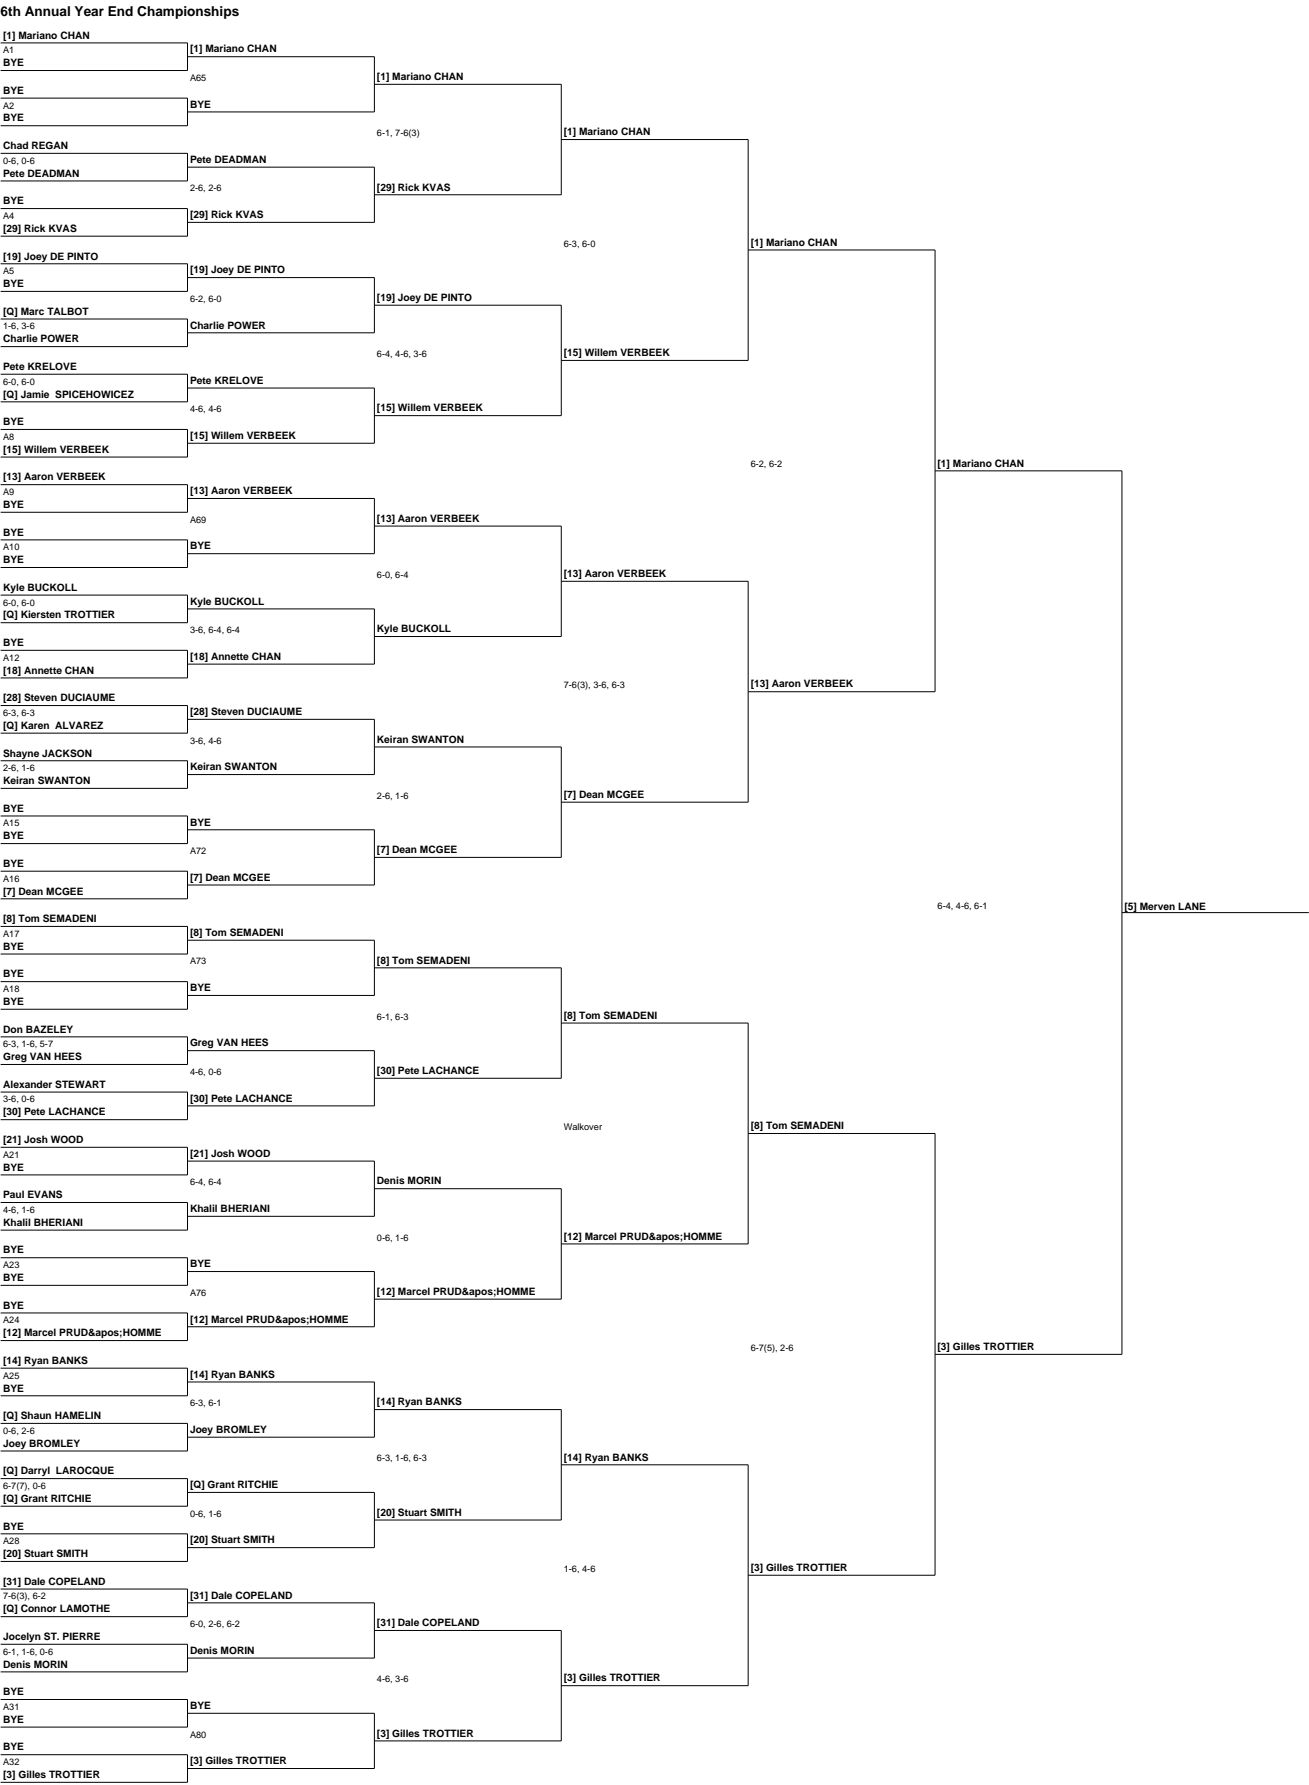 6th Annual Year End Championships
[1] Mariano CHAN
A1
[1] Mariano CHAN
BYE
A65
[1] Mariano CHAN
BYE
A2
BYE
BYE
6-1, 7-6(3)
[1] Mariano CHAN
Chad REGAN
0-6, 0-6
Pete DEADMAN
Pete DEADMAN
2-6, 2-6
[29] Rick KVAS
BYE
A4
[29] Rick KVAS
[29] Rick KVAS
6-3, 6-0
[1] Mariano CHAN
[19] Joey DE PINTO
A5
[19] Joey DE PINTO
BYE
6-2, 6-0
[19] Joey DE PINTO
[Q] Marc TALBOT
1-6, 3-6
Charlie POWER
Charlie POWER
6-4, 4-6, 3-6
[15] Willem VERBEEK
Pete KRELOVE
6-0, 6-0
Pete KRELOVE
[Q] Jamie  SPICEHOWICEZ
4-6, 4-6
[15] Willem VERBEEK
BYE
A8
[15] Willem VERBEEK
[15] Willem VERBEEK
6-2, 6-2
[1] Mariano CHAN
[13] Aaron VERBEEK
A9
[13] Aaron VERBEEK
BYE
A69
[13] Aaron VERBEEK
BYE
A10
BYE
BYE
6-0, 6-4
[13] Aaron VERBEEK
Kyle BUCKOLL
6-0, 6-0
Kyle BUCKOLL
[Q] Kiersten TROTTIER
3-6, 6-4, 6-4
Kyle BUCKOLL
BYE
A12
[18] Annette CHAN
[18] Annette CHAN
7-6(3), 3-6, 6-3
[13] Aaron VERBEEK
[28] Steven DUCIAUME
6-3, 6-3
[28] Steven DUCIAUME
[Q] Karen  ALVAREZ
3-6, 4-6
Keiran SWANTON
Shayne JACKSON
2-6, 1-6
Keiran SWANTON
Keiran SWANTON
2-6, 1-6
[7] Dean MCGEE
BYE
A15
BYE
BYE
A72
[7] Dean MCGEE
BYE
A16
[7] Dean MCGEE
[7] Dean MCGEE
6-4, 4-6, 6-1
[5] Merven LANE
[8] Tom SEMADENI
A17
[8] Tom SEMADENI
BYE
A73
[8] Tom SEMADENI
BYE
A18
BYE
BYE
6-1, 6-3
[8] Tom SEMADENI
Don BAZELEY
6-3, 1-6, 5-7
Greg VAN HEES
Greg VAN HEES
4-6, 0-6
[30] Pete LACHANCE
Alexander STEWART
3-6, 0-6
[30] Pete LACHANCE
[30] Pete LACHANCE
Walkover
[8] Tom SEMADENI
[21] Josh WOOD
A21
[21] Josh WOOD
BYE
6-4, 6-4
Denis MORIN
Paul EVANS
4-6, 1-6
Khalil BHERIANI
Khalil BHERIANI
0-6, 1-6
[12] Marcel PRUD&apos;HOMME
BYE
A23
BYE
BYE
A76
[12] Marcel PRUD&apos;HOMME
BYE
A24
[12] Marcel PRUD&apos;HOMME
[12] Marcel PRUD&apos;HOMME
6-7(5), 2-6
[3] Gilles TROTTIER
[14] Ryan BANKS
A25
[14] Ryan BANKS
BYE
6-3, 6-1
[14] Ryan BANKS
[Q] Shaun HAMELIN
0-6, 2-6
Joey BROMLEY
Joey BROMLEY
6-3, 1-6, 6-3
[14] Ryan BANKS
[Q] Darryl  LAROCQUE
6-7(7), 0-6
[Q] Grant RITCHIE
[Q] Grant RITCHIE
0-6, 1-6
[20] Stuart SMITH
BYE
A28
[20] Stuart SMITH
[20] Stuart SMITH
1-6, 4-6
[3] Gilles TROTTIER
[31] Dale COPELAND
7-6(3), 6-2
[31] Dale COPELAND
[Q] Connor LAMOTHE
6-0, 2-6, 6-2
[31] Dale COPELAND
Jocelyn ST. PIERRE
6-1, 1-6, 0-6
Denis MORIN
Denis MORIN
4-6, 3-6
[3] Gilles TROTTIER
BYE
A31
BYE
BYE
A80
[3] Gilles TROTTIER
BYE
A32
[3] Gilles TROTTIER
[3] Gilles TROTTIER